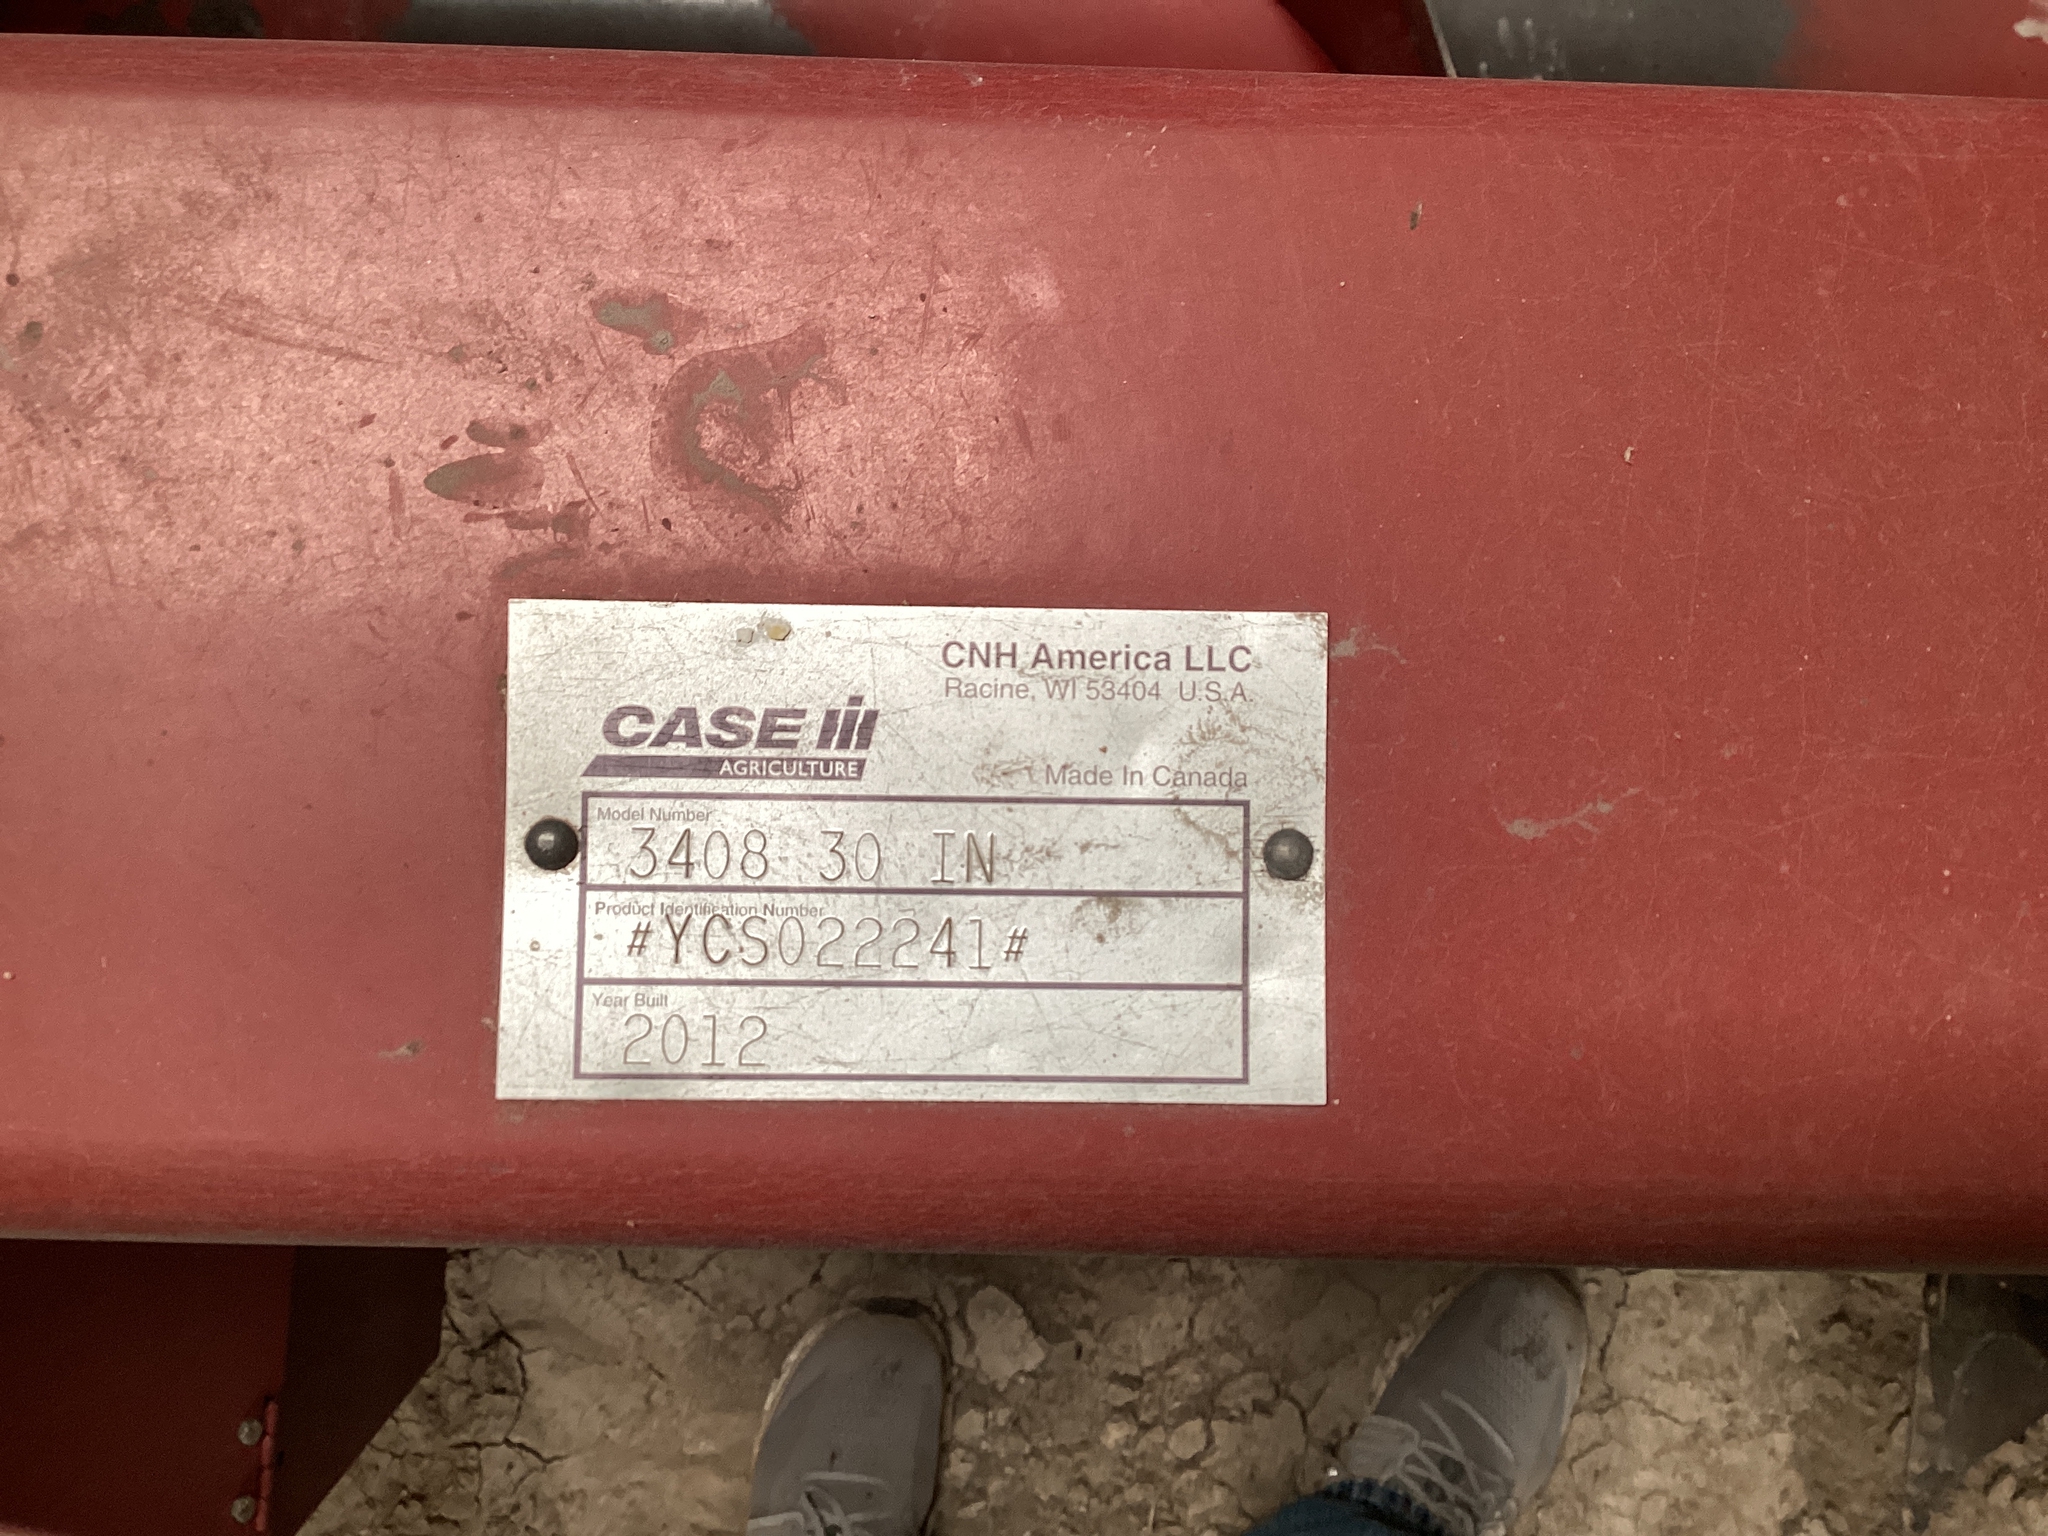 CNH America LLC
Racine, WI 53404 U.S.A.
CASE IH
AGRICULTURE
Made In Canada
Model Number
3408 30 IN
Product Identification Number
#YCS022241#
Year Built
2012